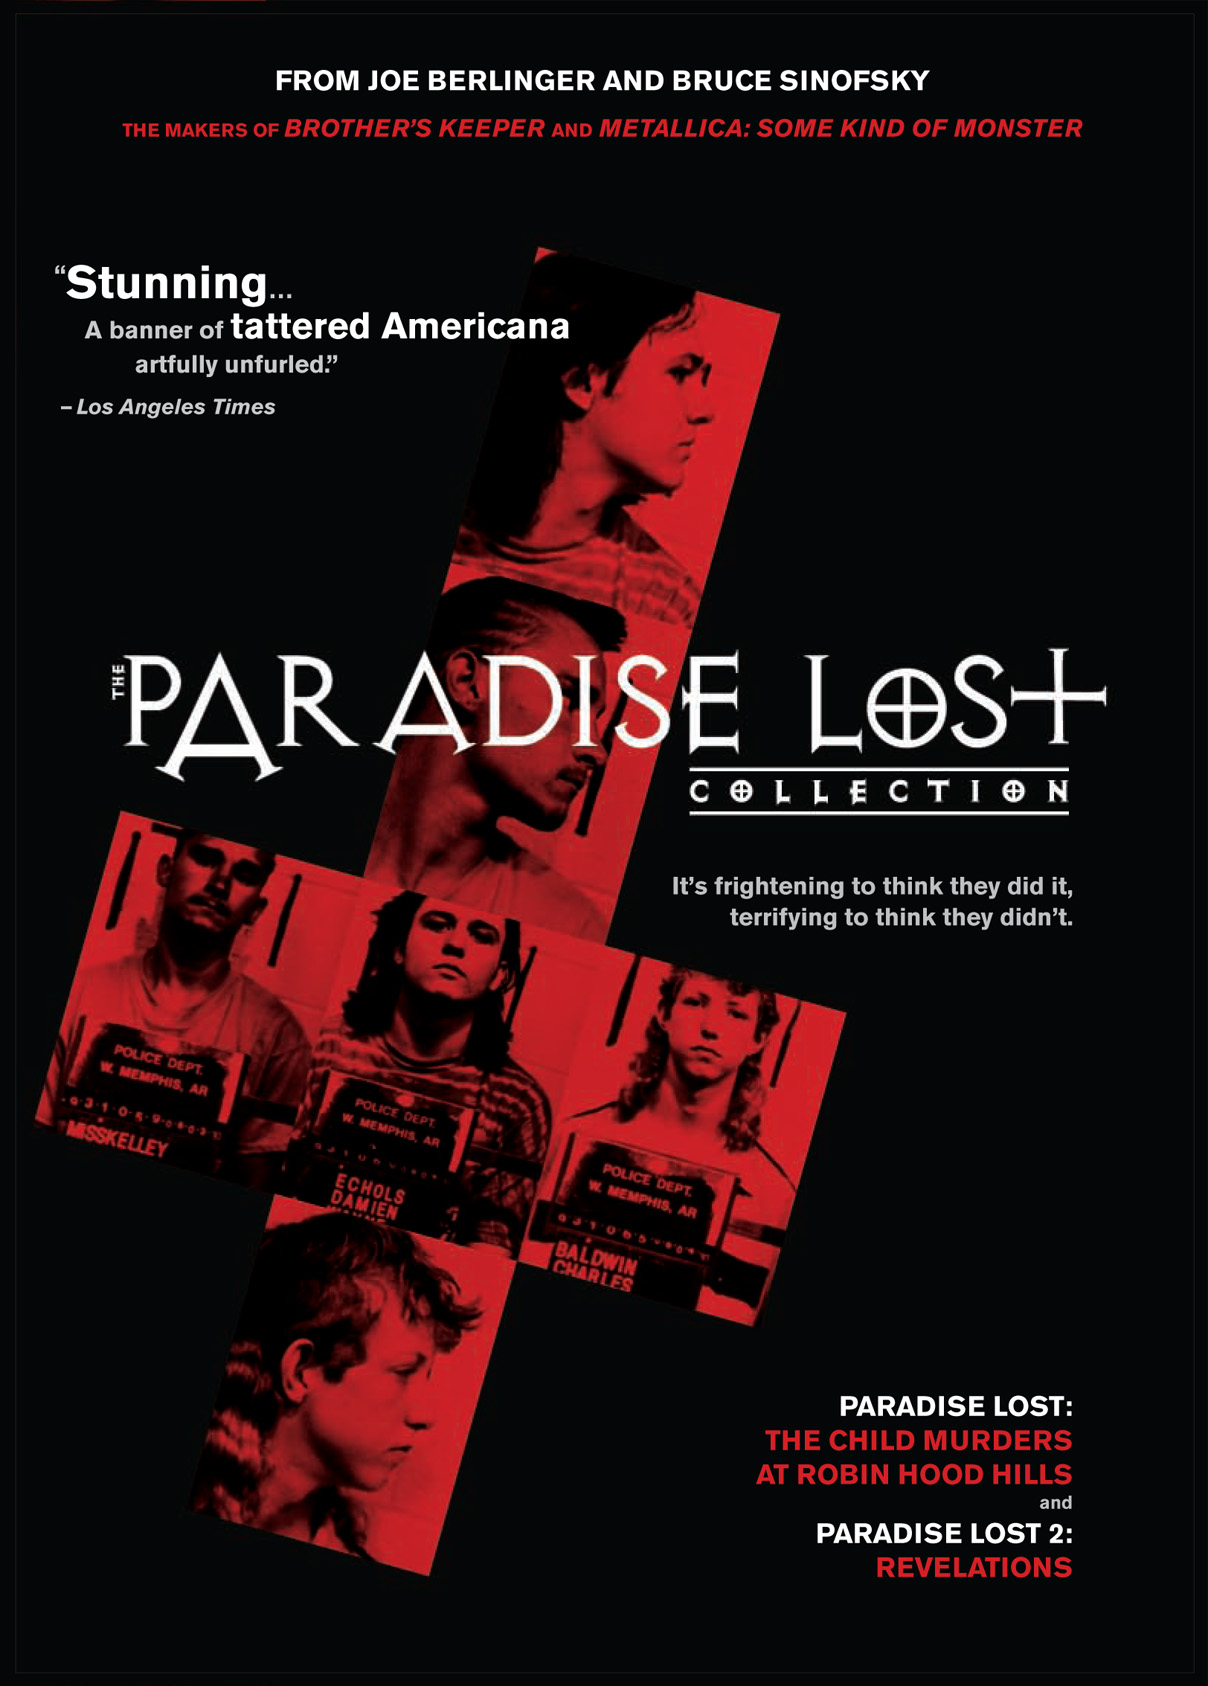 FROM JOE BERLINGER AND BRUCE SINOFSKY
THE MAKERS OF BROTHER'S KEEPER AND METALLICA: SOME KIND OF MONSTER
“Stunning...
A banner of tattered Americana
artfully unfurled.”
– Los Angeles Times
THE PARADISE LOST
COLLECTION
It's frightening to think they did it,
terrifying to think they didn't.
POLICE DEPT.
W. MEMPHIS, AR
MISSKELLEY
POLICE DEPT.
W. MEMPHIS, AR
ECHOLS
DAMIEN
POLICE DEPT.
W. MEMPHIS, AR
BALDWIN
CHARLES
PARADISE LOST:
THE CHILD MURDERS
AT ROBIN HOOD HILLS
and
PARADISE LOST 2:
REVELATIONS